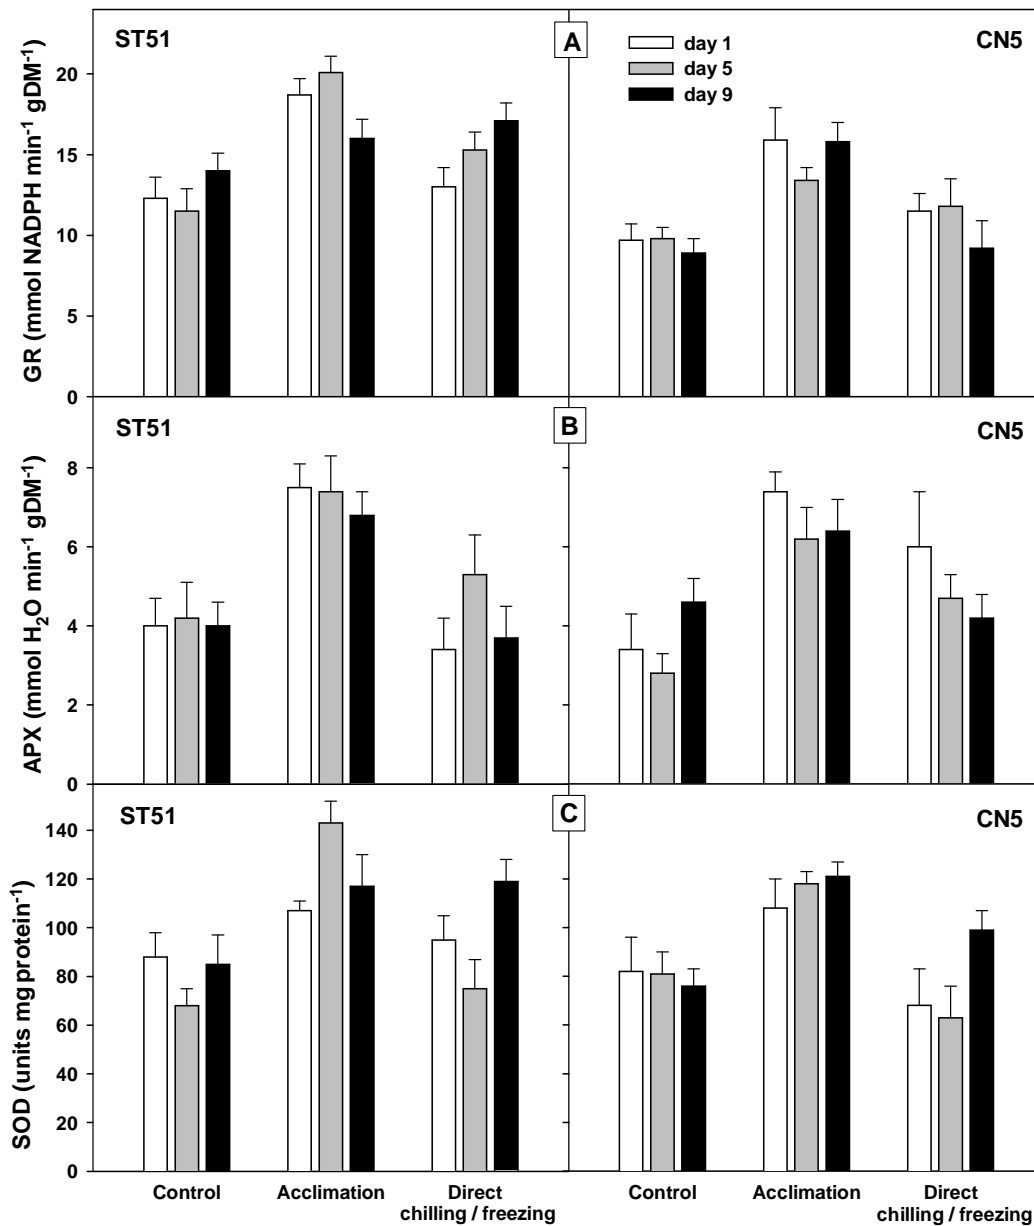 ST51
A
day 1
day 5
day 9
CN5
GR (mmol NADPH min⁻¹ gDM⁻¹)
20
15
10
5
0
ST51
B
CN5
APX (mmol H₂O min⁻¹ gDM⁻¹)
8
6
4
2
0
ST51
C
CN5
SOD (units mg protein⁻¹)
140
120
100
80
60
40
20
0
Control Acclimation Direct chilling / freezing
Control Acclimation Direct chilling / freezing